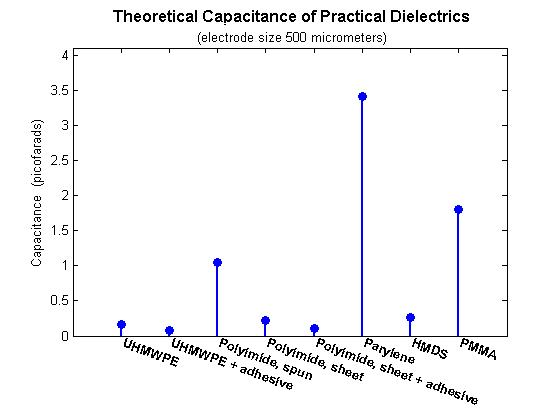 Theoretical Capacitance of Practical Dielectrics
(electrode size 500 micrometers)
4
3.5
3
2.5
2
1.5
1
0.5
0
Capacitance (picofarads)
UHMWPE
UHMWPE + adhesive
Polyimide, spun
Polyimide, sheet
Polyimide, sheet + adhesive
Parylene
HMDS
PMMA